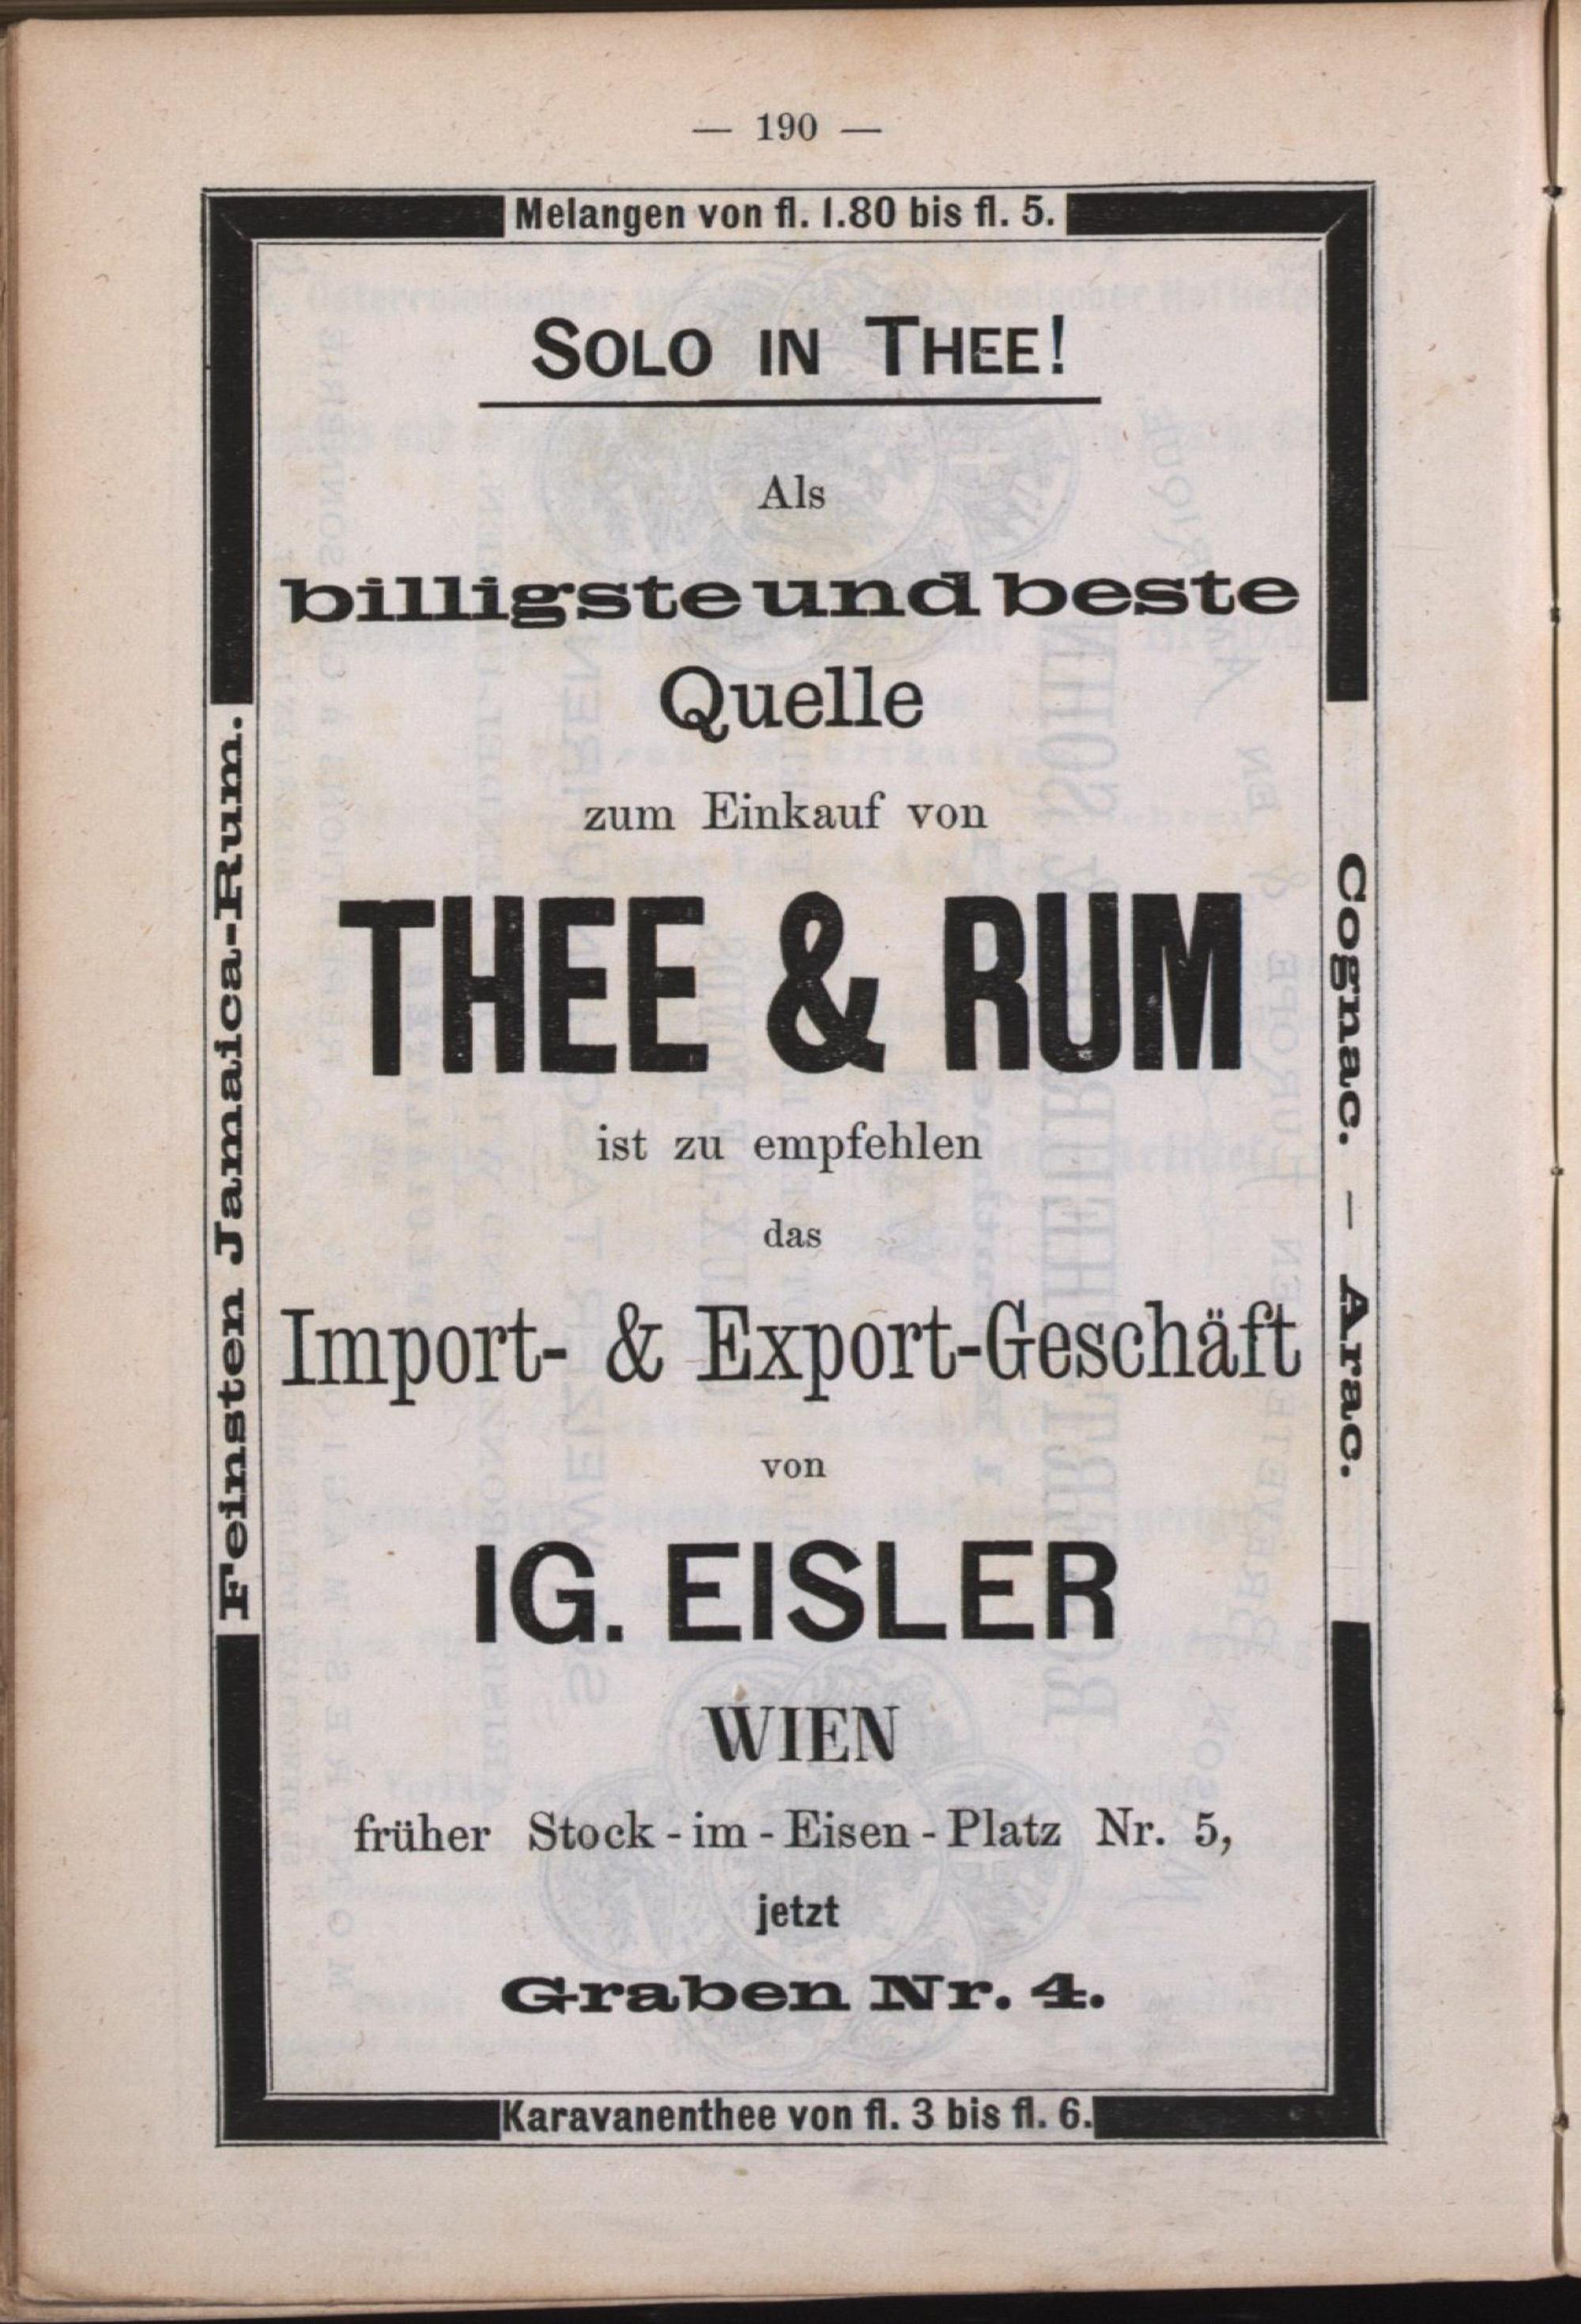 — 190 —
Melangen von fl. 1.80 bis fl. 5.
SOLO IN THEE!
Als
billigste und beste
Quelle
zum Einkauf von
THEE & RUM
ist zu empfehlen
das
Import- & Export-Geschäft
von
IG. EISLER
WIEN
früher Stock-im-Eisen-Platz Nr. 5,
jetzt
Graben Nr. 4.
Feinsten Jamaica-Rum.
Cognac. — Arac.
Karavanenthee von fl. 3 bis fl. 6.